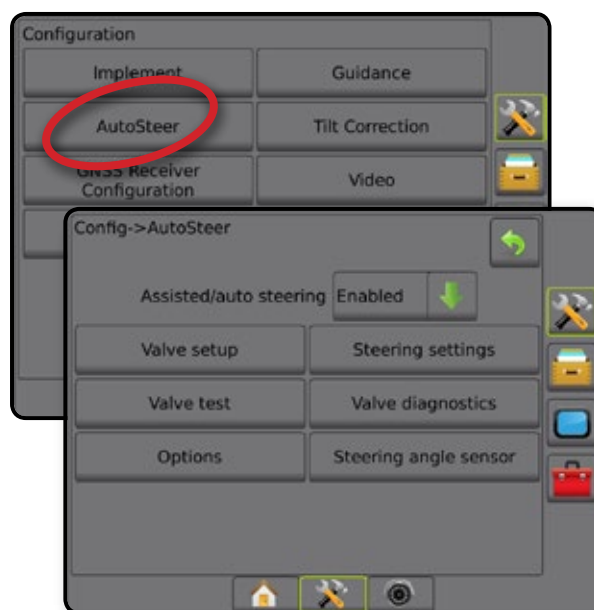 Configuration
Implement
Guidance
AutoSteer
Tilt Correction
GNSS Receiver
Configuration
Video
Config->AutoSteer
Assisted/auto steering Enabled
Valve setup
Steering settings
Valve test
Valve diagnostics
Options
Steering angle sensor